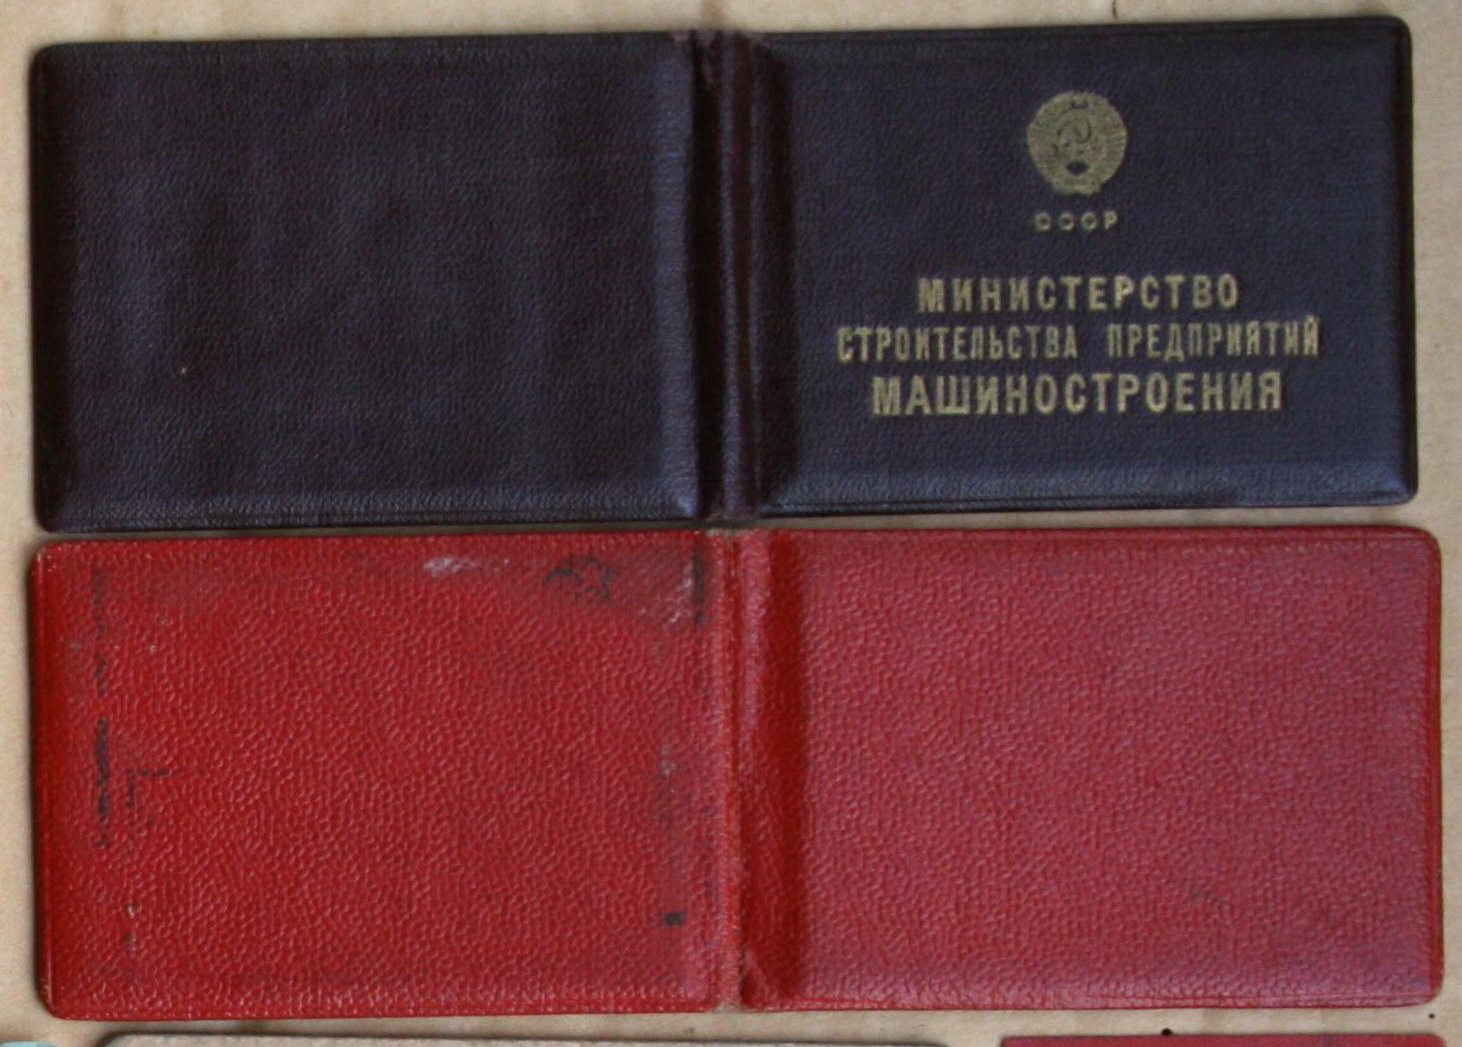 СССР
МИНИСТЕРСТВО
СТРОИТЕЛЬСТВА ПРЕДПРИЯТИЙ
МАШИНОСТРОЕНИЯ